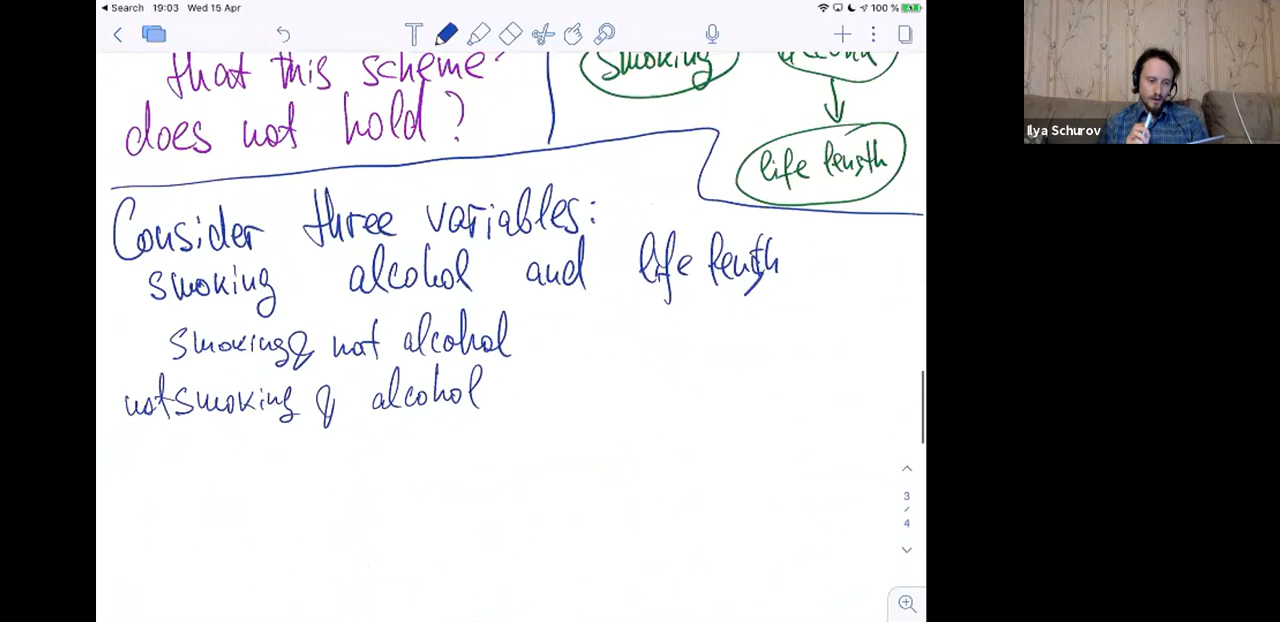 Search 19:03 Wed 15 Apr 100 %
T
that this scheme
does not hold?
smoking
life length
Consider three variables:
smoking alcohol and life length
smoking & not alcohol
not smoking & alcohol
3
4
Ilya Schurov